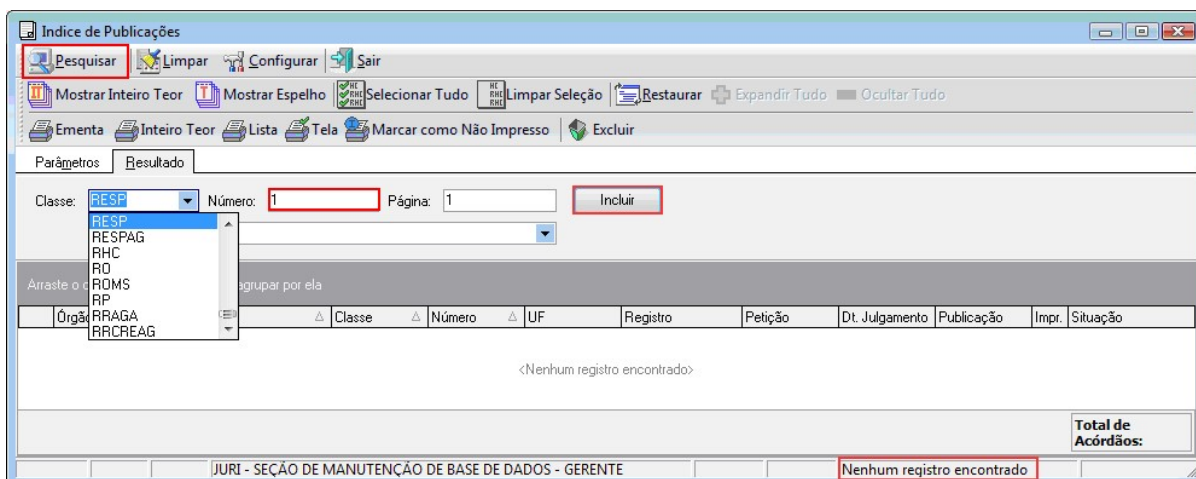 Indice de Publicações
Pesquisar Limpar Configurar Sair
Mostrar Inteiro Teor Mostrar Espelho Selecionar Tudo Limpar Seleção Restaurar Expandir Tudo Ocultar Tudo
Ementa Inteiro Teor Lista Tela Marcar como Não Impresso Excluir
Parâmetros Resultado
Classe: RESP Número: 1 Página: 1 Incluir
RESP
RESPAG
RHC
RO
ROMS
RP
RRAGA
RRCREAG
Arraste o agrupar por ela
Classe Número UF Registro Petição Dt. Julgamento Publicação Impr. Situação
<Nenhum registro encontrado>
Total de
Acórdãos:
JURI - SEÇÃO DE MANUTENÇÃO DE BASE DE DADOS - GERENTE Nenhum registro encontrado